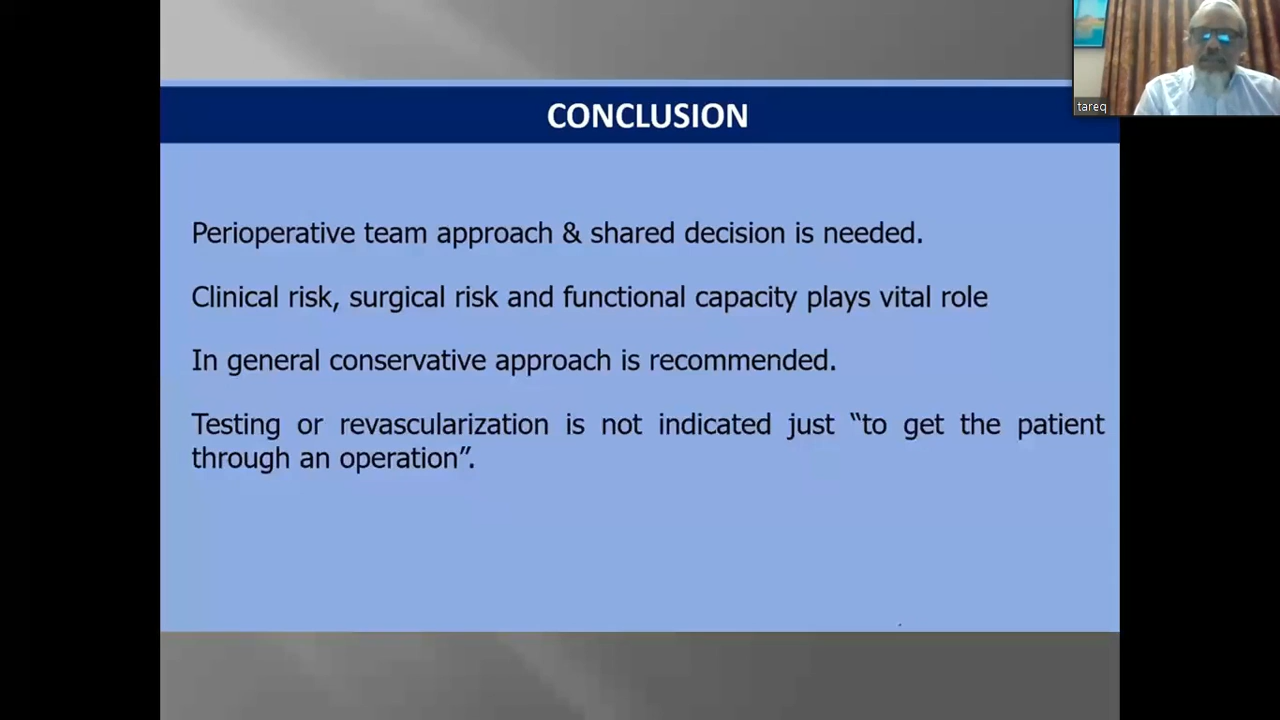 CONCLUSION
tareq
Perioperative team approach & shared decision is needed.
Clinical risk, surgical risk and functional capacity plays vital role
In general conservative approach is recommended.
Testing or revascularization is not indicated just “to get the patient
through an operation”.